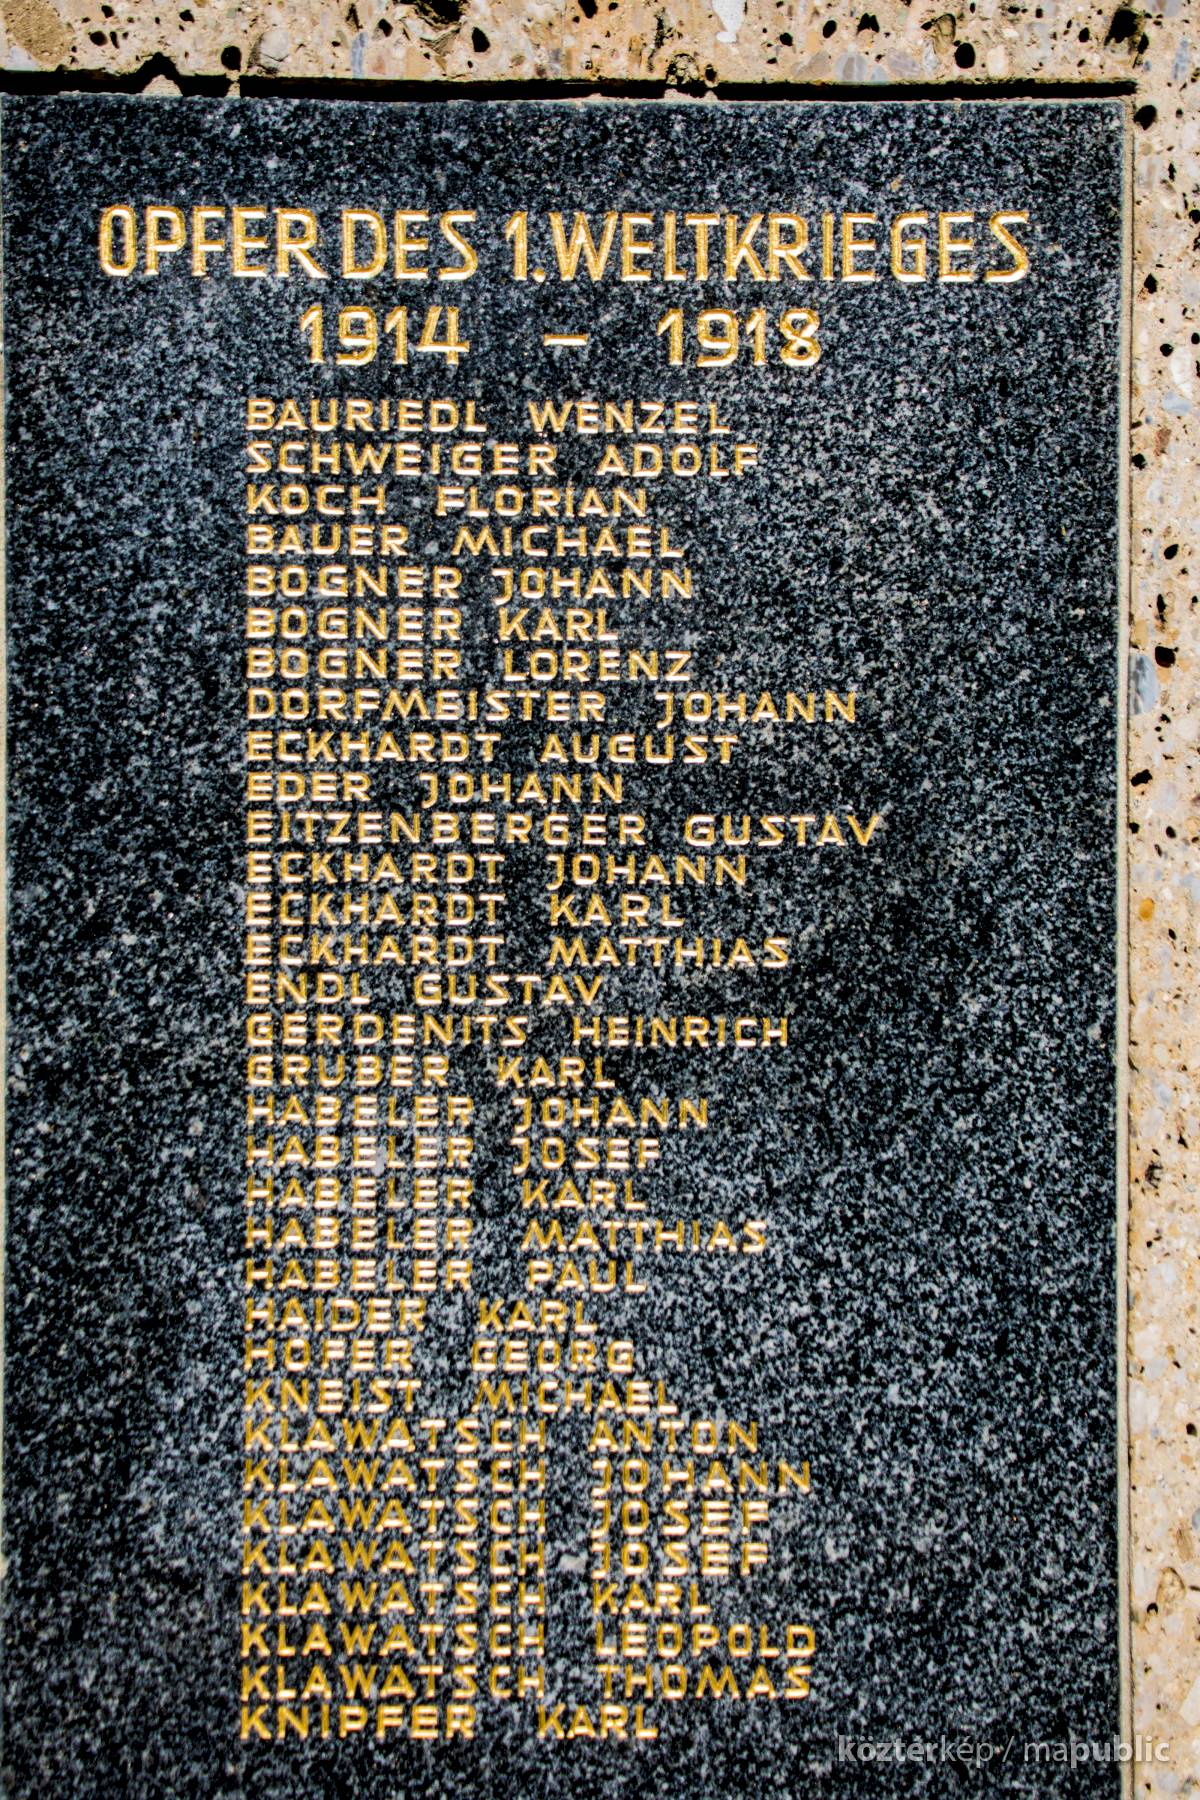 OPFER DES 1. WELTKRIEGES
1914 – 1918
BAURIEDL WENZEL
SCHWEIGER ADOLF
KOCH FLORIAN
BAUER MICHAEL
BOGNER JOHANN
BOGNER KARL
BOGNER LORENZ
DORFMEISTER JOHANN
ECKHARDT AUGUST
EDER JOHANN
EITZENBERGER GUSTAV
ECKHARDT JOHANN
ECKHARDT KARL
ECKHARDT MATTHIAS
ENDL GUSTAV
GERDENITS HEINRICH
GRUBER KARL
HABELER JOHANN
HABELER JOSEF
HABELER KARL
HABELER MATTHIAS
HABELER PAUL
HAIDER KARL
HOFER GEORG
KNEIST MICHAEL
KLAWATSCH ANTON
KLAWATSCH JOHANN
KLAWATSCH JOSEF
KLAWATSCH JOSEF
KLAWATSCH KARL
KLAWATSCH LEOPOLD
KLAWATSCH THOMAS
KNIPFER KARL
köztérkép / mapublic